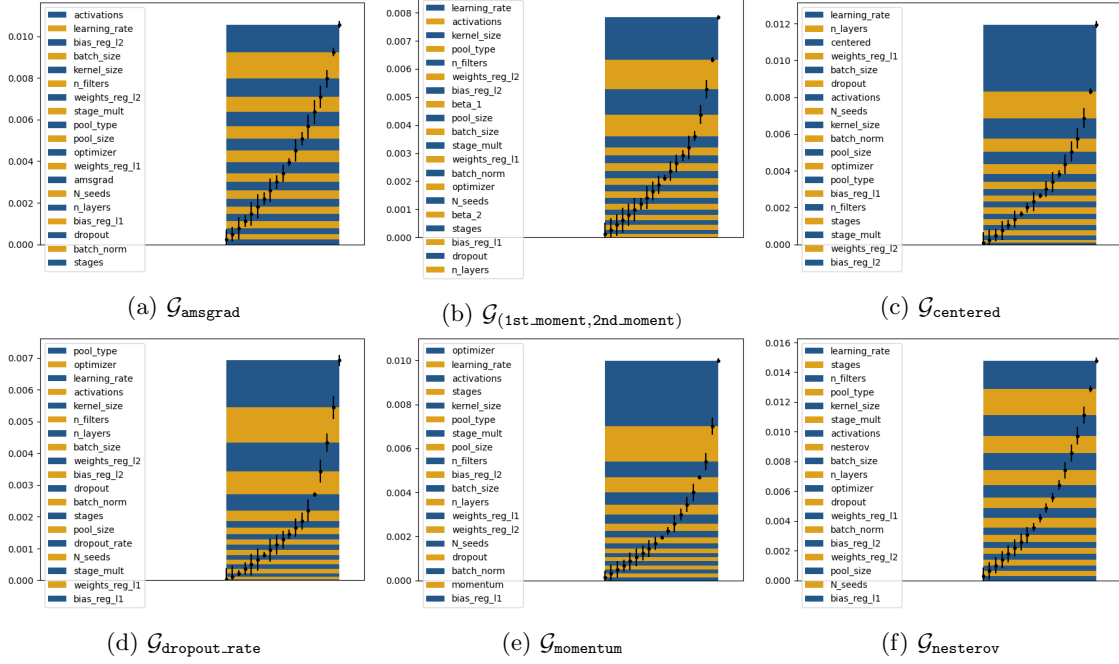 activations
learning_rate
bias_reg_l2
batch_size
kernel_size
n_filters
weights_reg_l2
stage_mult
pool_type
pool_size
optimizer
weights_reg_l1
amsgrad
N_seeds
n_layers
bias_reg_l1
dropout
batch_norm
stages
0.010
0.008
0.006
0.004
0.002
0.000
(a) 𝒢amsgrad
learning_rate
activations
kernel_size
pool_type
n_filters
weights_reg_l2
bias_reg_l2
beta_1
pool_size
batch_size
stage_mult
weights_reg_l1
batch_norm
optimizer
N_seeds
beta_2
stages
bias_reg_l1
dropout
n_layers
0.008
0.007
0.006
0.005
0.004
0.003
0.002
0.001
0.000
(b) 𝒢(1st_moment,2nd_moment)
learning_rate
n_layers
centered
weights_reg_l1
batch_size
dropout
activations
N_seeds
kernel_size
batch_norm
pool_size
optimizer
pool_type
bias_reg_l1
n_filters
stages
stage_mult
weights_reg_l2
bias_reg_l2
0.012
0.010
0.008
0.006
0.004
0.002
0.000
(c) 𝒢centered
pool_type
optimizer
learning_rate
activations
kernel_size
n_filters
n_layers
batch_size
weights_reg_l2
bias_reg_l2
dropout
batch_norm
stages
pool_size
dropout_rate
N_seeds
stage_mult
weights_reg_l1
bias_reg_l1
0.007
0.006
0.005
0.004
0.003
0.002
0.001
0.000
(d) 𝒢dropout_rate
optimizer
learning_rate
activations
stages
kernel_size
pool_type
stage_mult
pool_size
n_filters
bias_reg_l2
batch_size
n_layers
weights_reg_l1
weights_reg_l2
N_seeds
dropout
batch_norm
momentum
bias_reg_l1
0.010
0.008
0.006
0.004
0.002
0.000
(e) 𝒢momentum
learning_rate
stages
n_filters
pool_type
kernel_size
stage_mult
activations
nesterov
batch_size
n_layers
optimizer
dropout
weights_reg_l1
batch_norm
bias_reg_l2
weights_reg_l2
pool_size
N_seeds
bias_reg_l1
0.016
0.014
0.012
0.010
0.008
0.006
0.004
0.002
0.000
(f) 𝒢nesterov